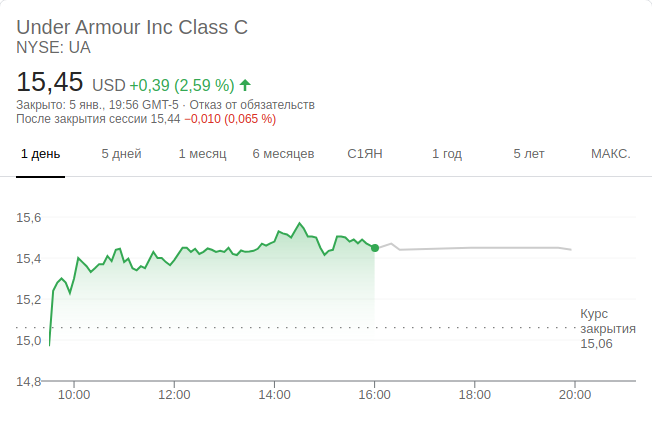 Under Armour Inc Class C
NYSE: UA
15,45 USD +0,39 (2,59 %)
Закрыто: 5 янв., 19:56 GMT-5 · Отказ от обязательств
После закрытия сессии 15,44 −0,010 (0,065 %)
1 день 5 дней 1 месяц 6 месяцев С1ЯН 1 год 5 лет МАКС.
15,6
15,4
15,2
15,0
14,8
Курс
закрытия
15,06
10:00 12:00 14:00 16:00 18:00 20:00